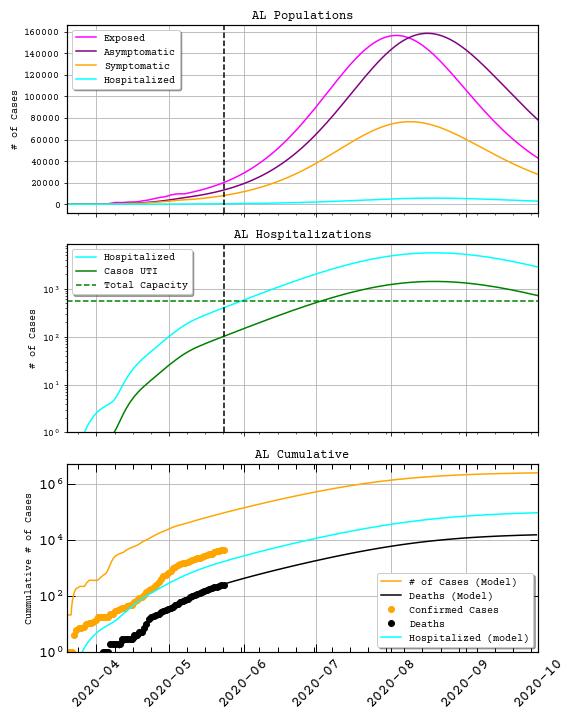 AL Populations
160000
140000
120000
100000
80000
60000
40000
20000
0
# of Cases
Exposed
Asymptomatic
Symptomatic
Hospitalized
AL Hospitalizations
10³
10²
10¹
10⁰
# of Cases
Hospitalized
Casos UTI
Total Capacity
AL Cumulative
10⁶
10⁴
10²
10⁰
Cummulative # of Cases
# of Cases (Model)
Deaths (Model)
Confirmed Cases
Deaths
Hospitalized (model)
2020-04
2020-05
2020-06
2020-07
2020-08
2020-09
2020-10